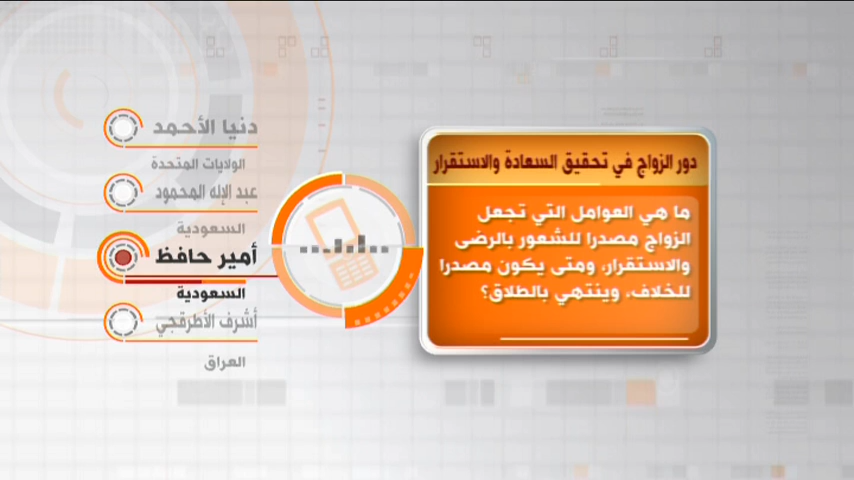 دور الزواج في تحقيق السعادة والاستقرار
ما هي العوامل التي تجعل
الزواج مصدرا للشعور بالرضى
والاستقرار، ومتى يكون مصدرا
للخلاف، وينتهي بالطلاق؟
دنيا الأحمد
الولايات المتحدة
عبد الإله المحمود
السعودية
أمير حافظ
السعودية
أشرف الأطرقجي
العراق